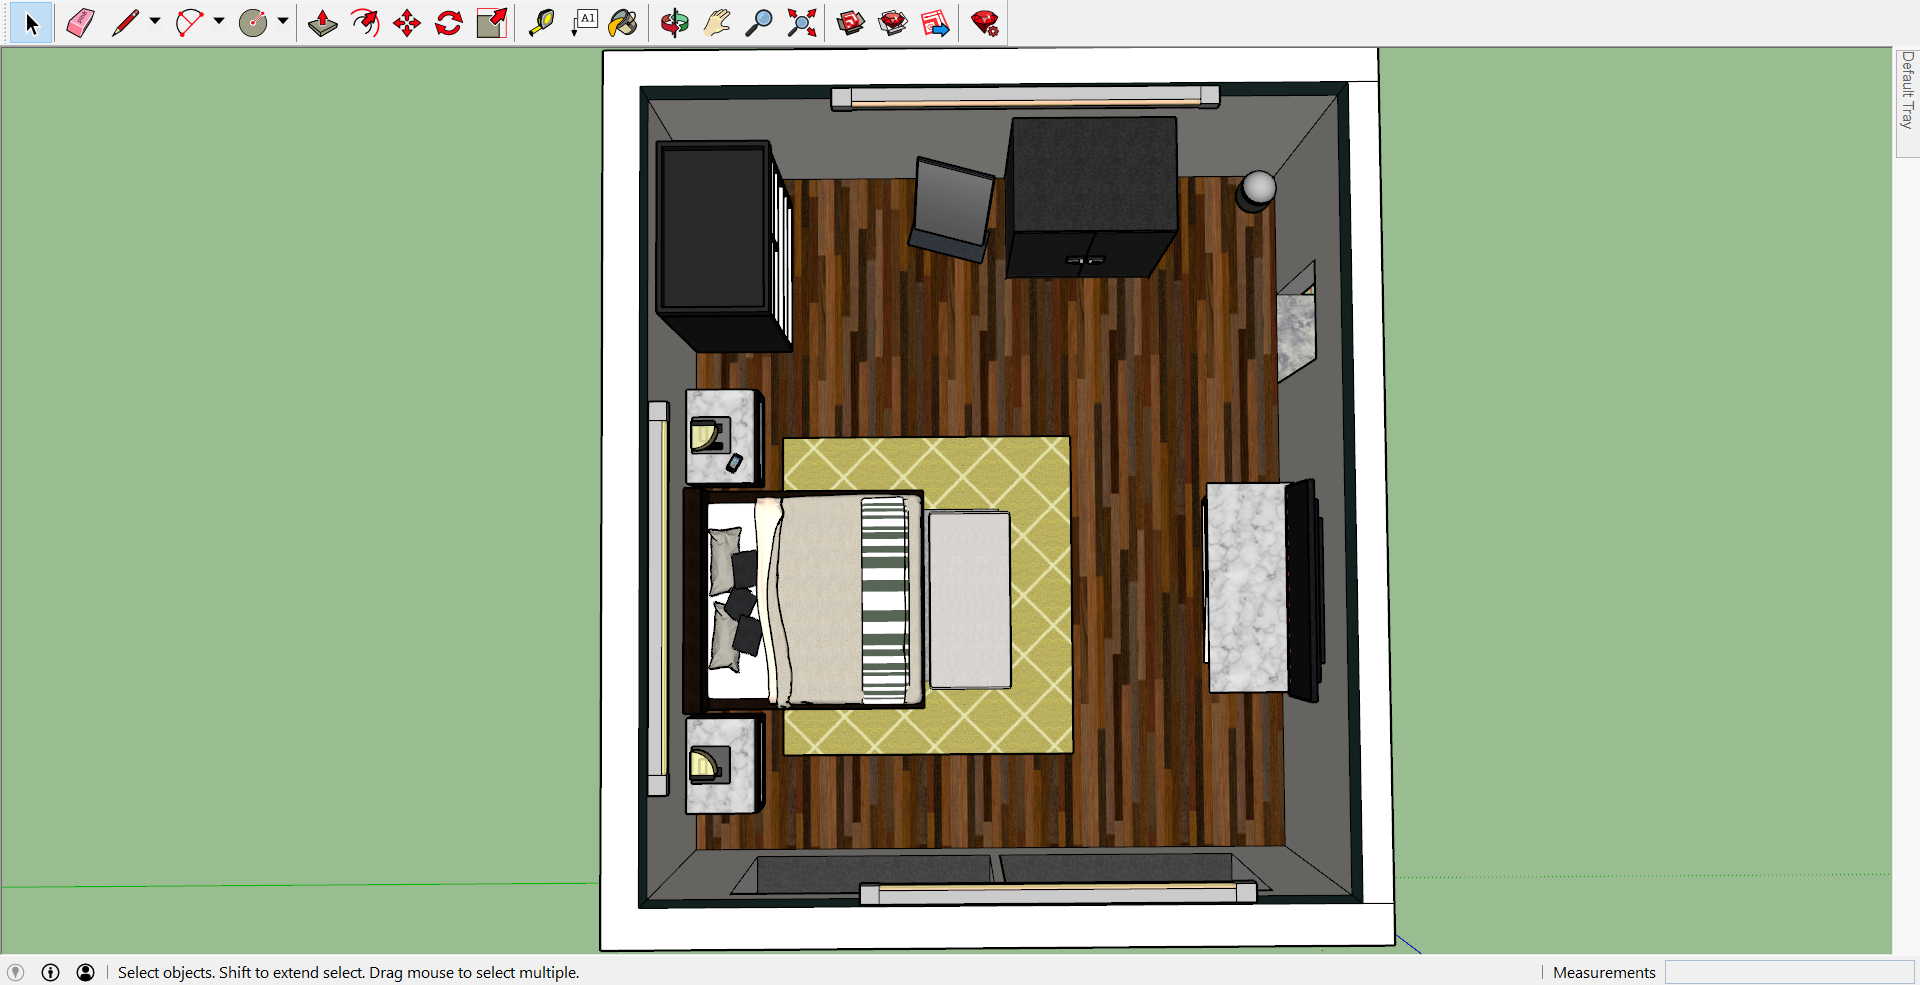 A1
Default Tray
Select objects. Shift to extend select. Drag mouse to select multiple.
Measurements